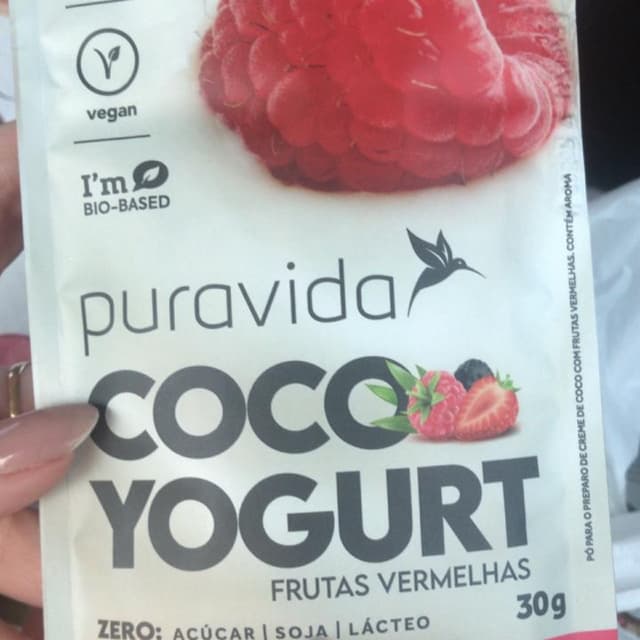 vegan
I'm
BIO-BASED
puravida
COCO
YOGURT
FRUTAS VERMELHAS
30g
ZERO: AÇÚCAR | SOJA | LÁCTEO
PÓ PARA O PREPARO DE CREME DE COCO COM FRUTAS VERMELHAS. CONTÉM AROMA